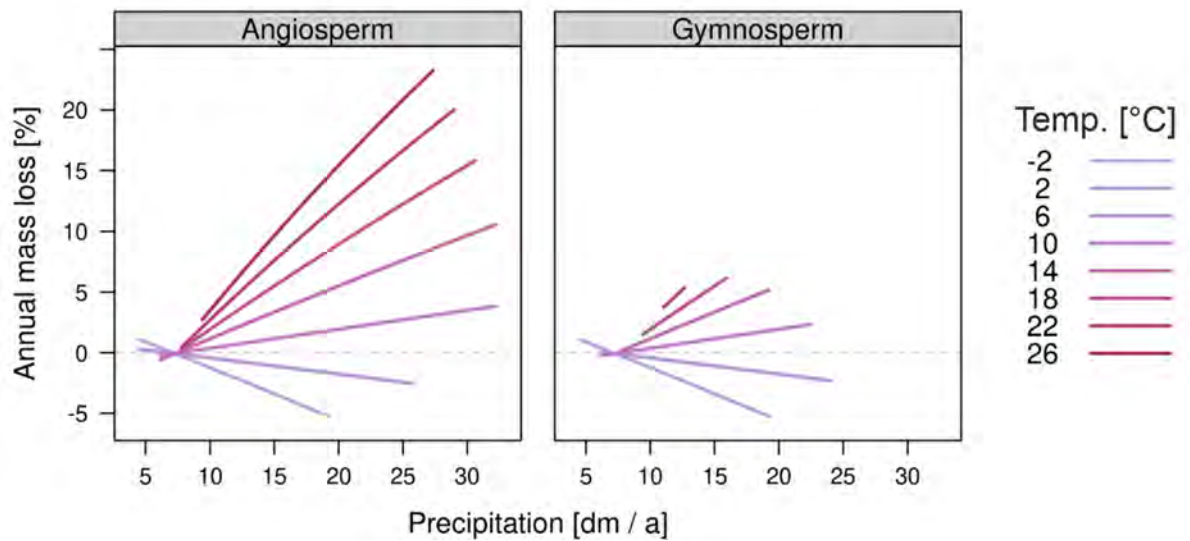 Angiosperm
Gymnosperm
Annual mass loss [%]
20
15
10
5
0
-5
5 10 15 20 25 30
5 10 15 20 25 30
Precipitation [dm / a]
Temp. [°C]
-2
2
6
10
14
18
22
26